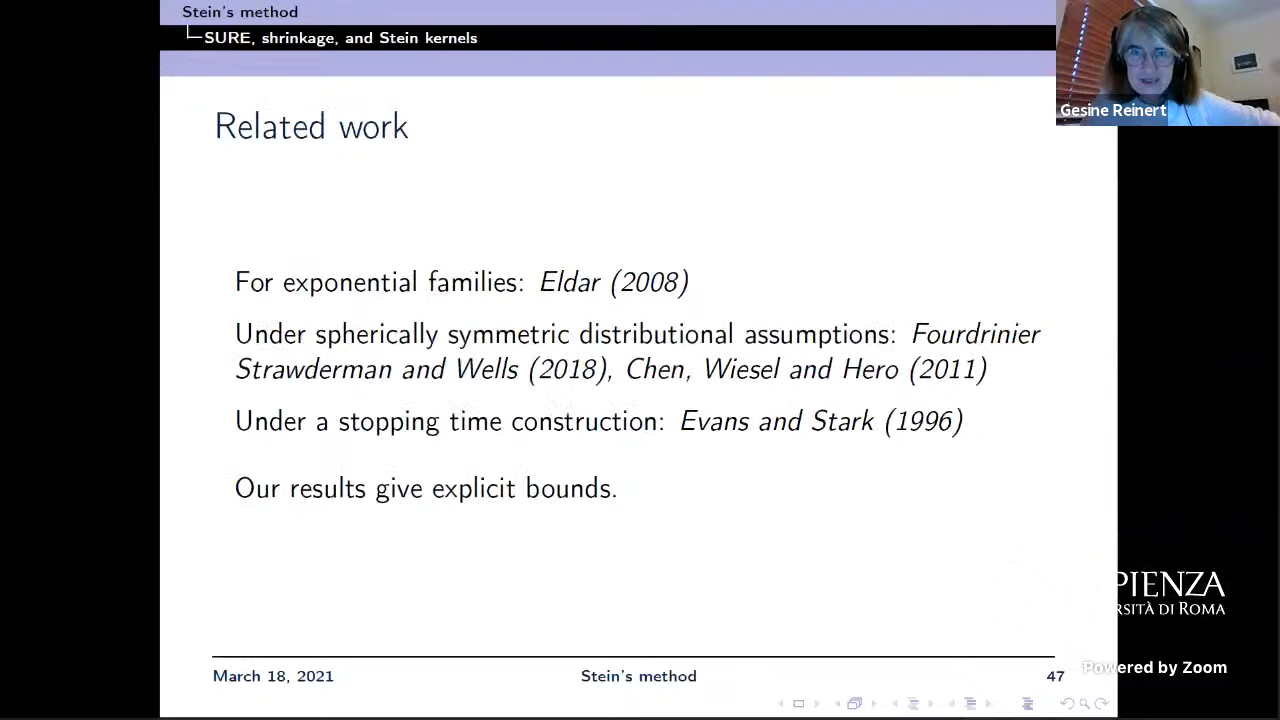 Stein's method
SURE, shrinkage, and Stein kernels
Gesine Reinert
Related work
For exponential families: Eldar (2008)
Under spherically symmetric distributional assumptions: Fourdrinier
Strawderman and Wells (2018), Chen, Wiesel and Hero (2011)
Under a stopping time construction: Evans and Stark (1996)
Our results give explicit bounds.
PIENZA
RSITÀ DI ROMA
Powered by Zoom
March 18, 2021
Stein's method
47